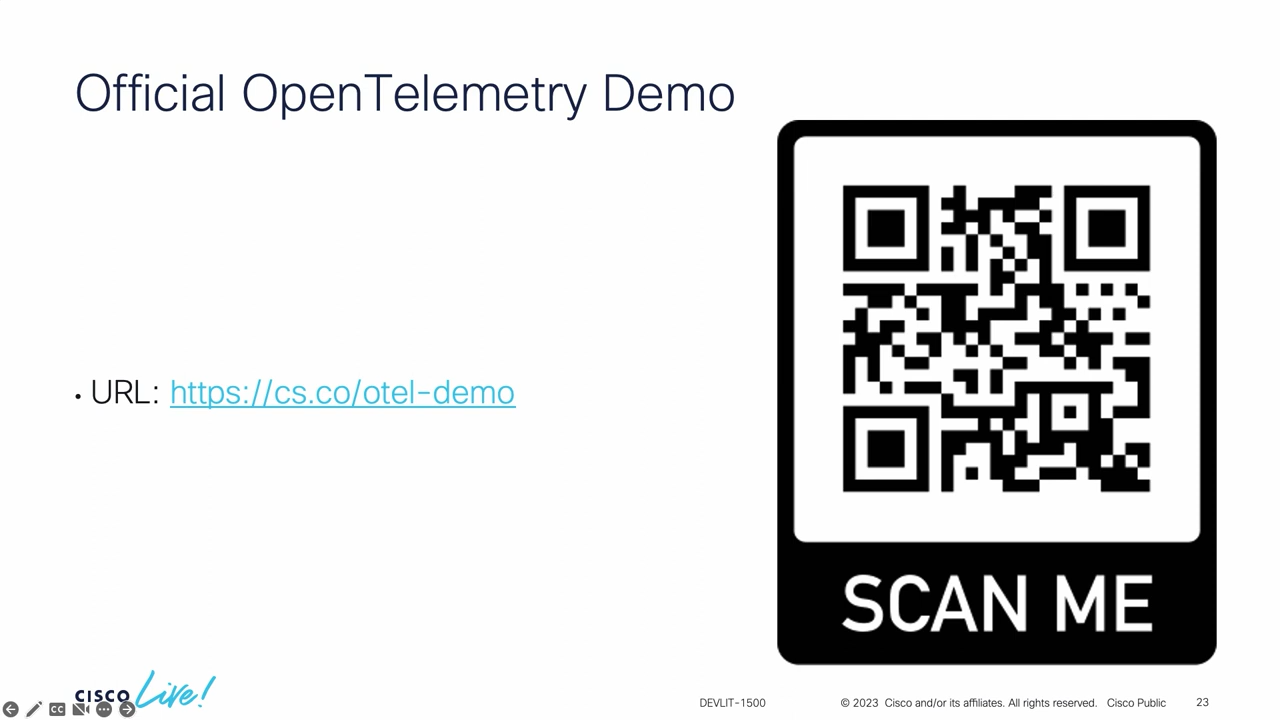 Official OpenTelemetry Demo
• URL: https://cs.co/otel-demo
SCAN ME
CISCO Live!
CC
DEVLIT-1500
© 2023 Cisco and/or its affiliates. All rights reserved. Cisco Public
23